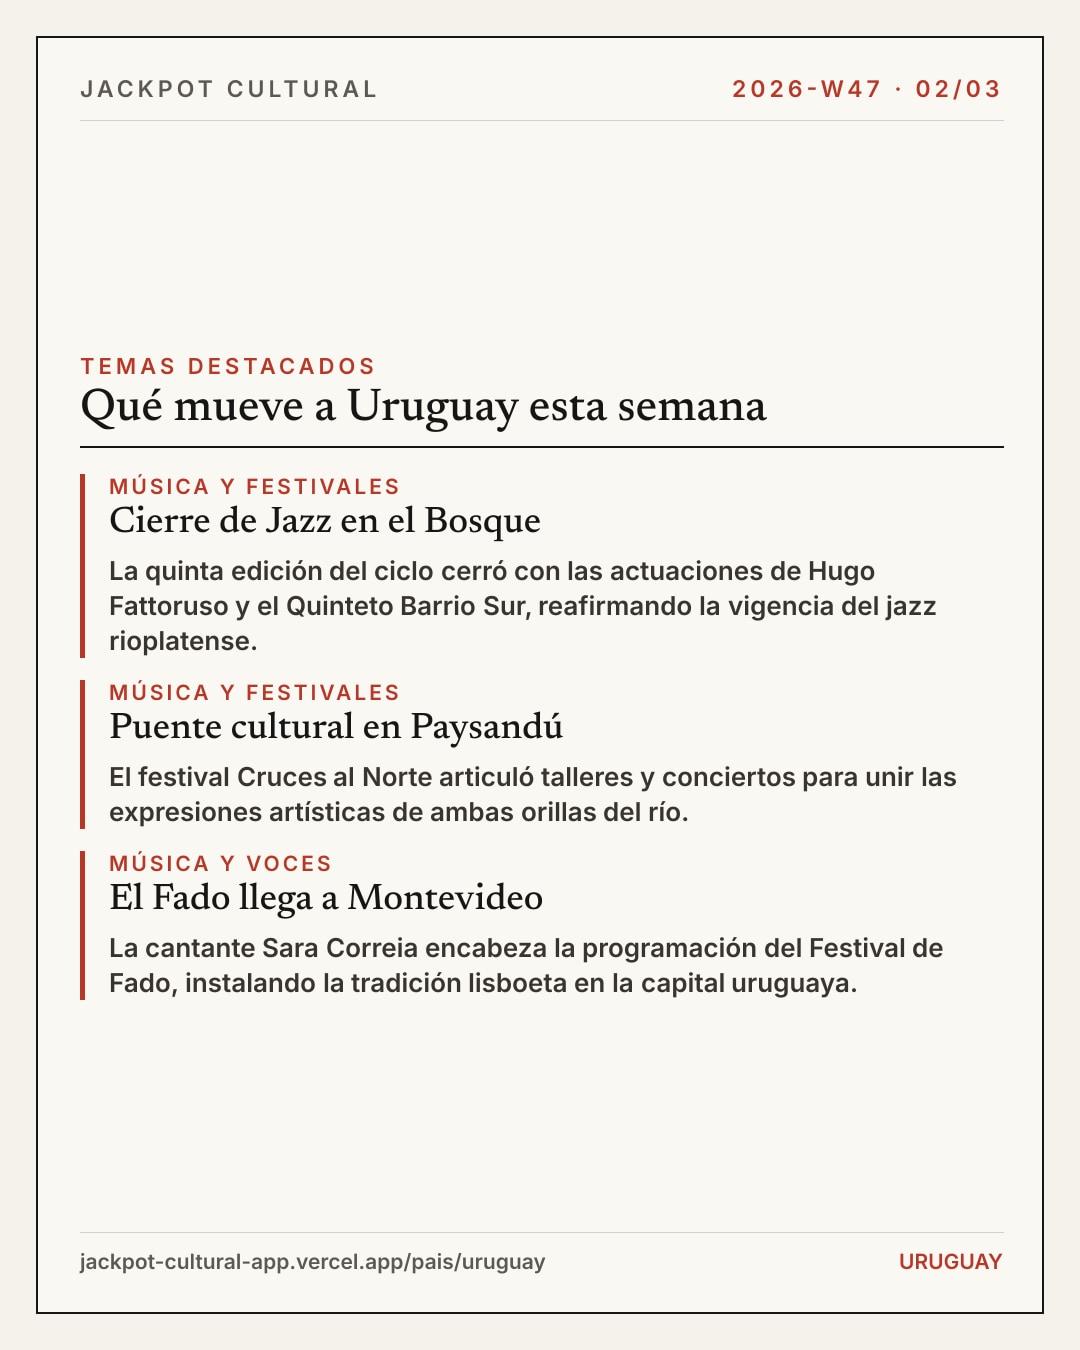 JACKPOT CULTURAL
2026-W47 · 02/03
TEMAS DESTACADOS
Qué mueve a Uruguay esta semana
MÚSICA Y FESTIVALES
Cierre de Jazz en el Bosque
La quinta edición del ciclo cerró con las actuaciones de Hugo
Fattoruso y el Quinteto Barrio Sur, reafirmando la vigencia del jazz
rioplatense.
MÚSICA Y FESTIVALES
Puente cultural en Paysandú
El festival Cruces al Norte articuló talleres y conciertos para unir las
expresiones artísticas de ambas orillas del río.
MÚSICA Y VOCES
El Fado llega a Montevideo
La cantante Sara Correia encabeza la programación del Festival de
Fado, instalando la tradición lisboeta en la capital uruguaya.
jackpot-cultural-app.vercel.app/pais/uruguay
URUGUAY